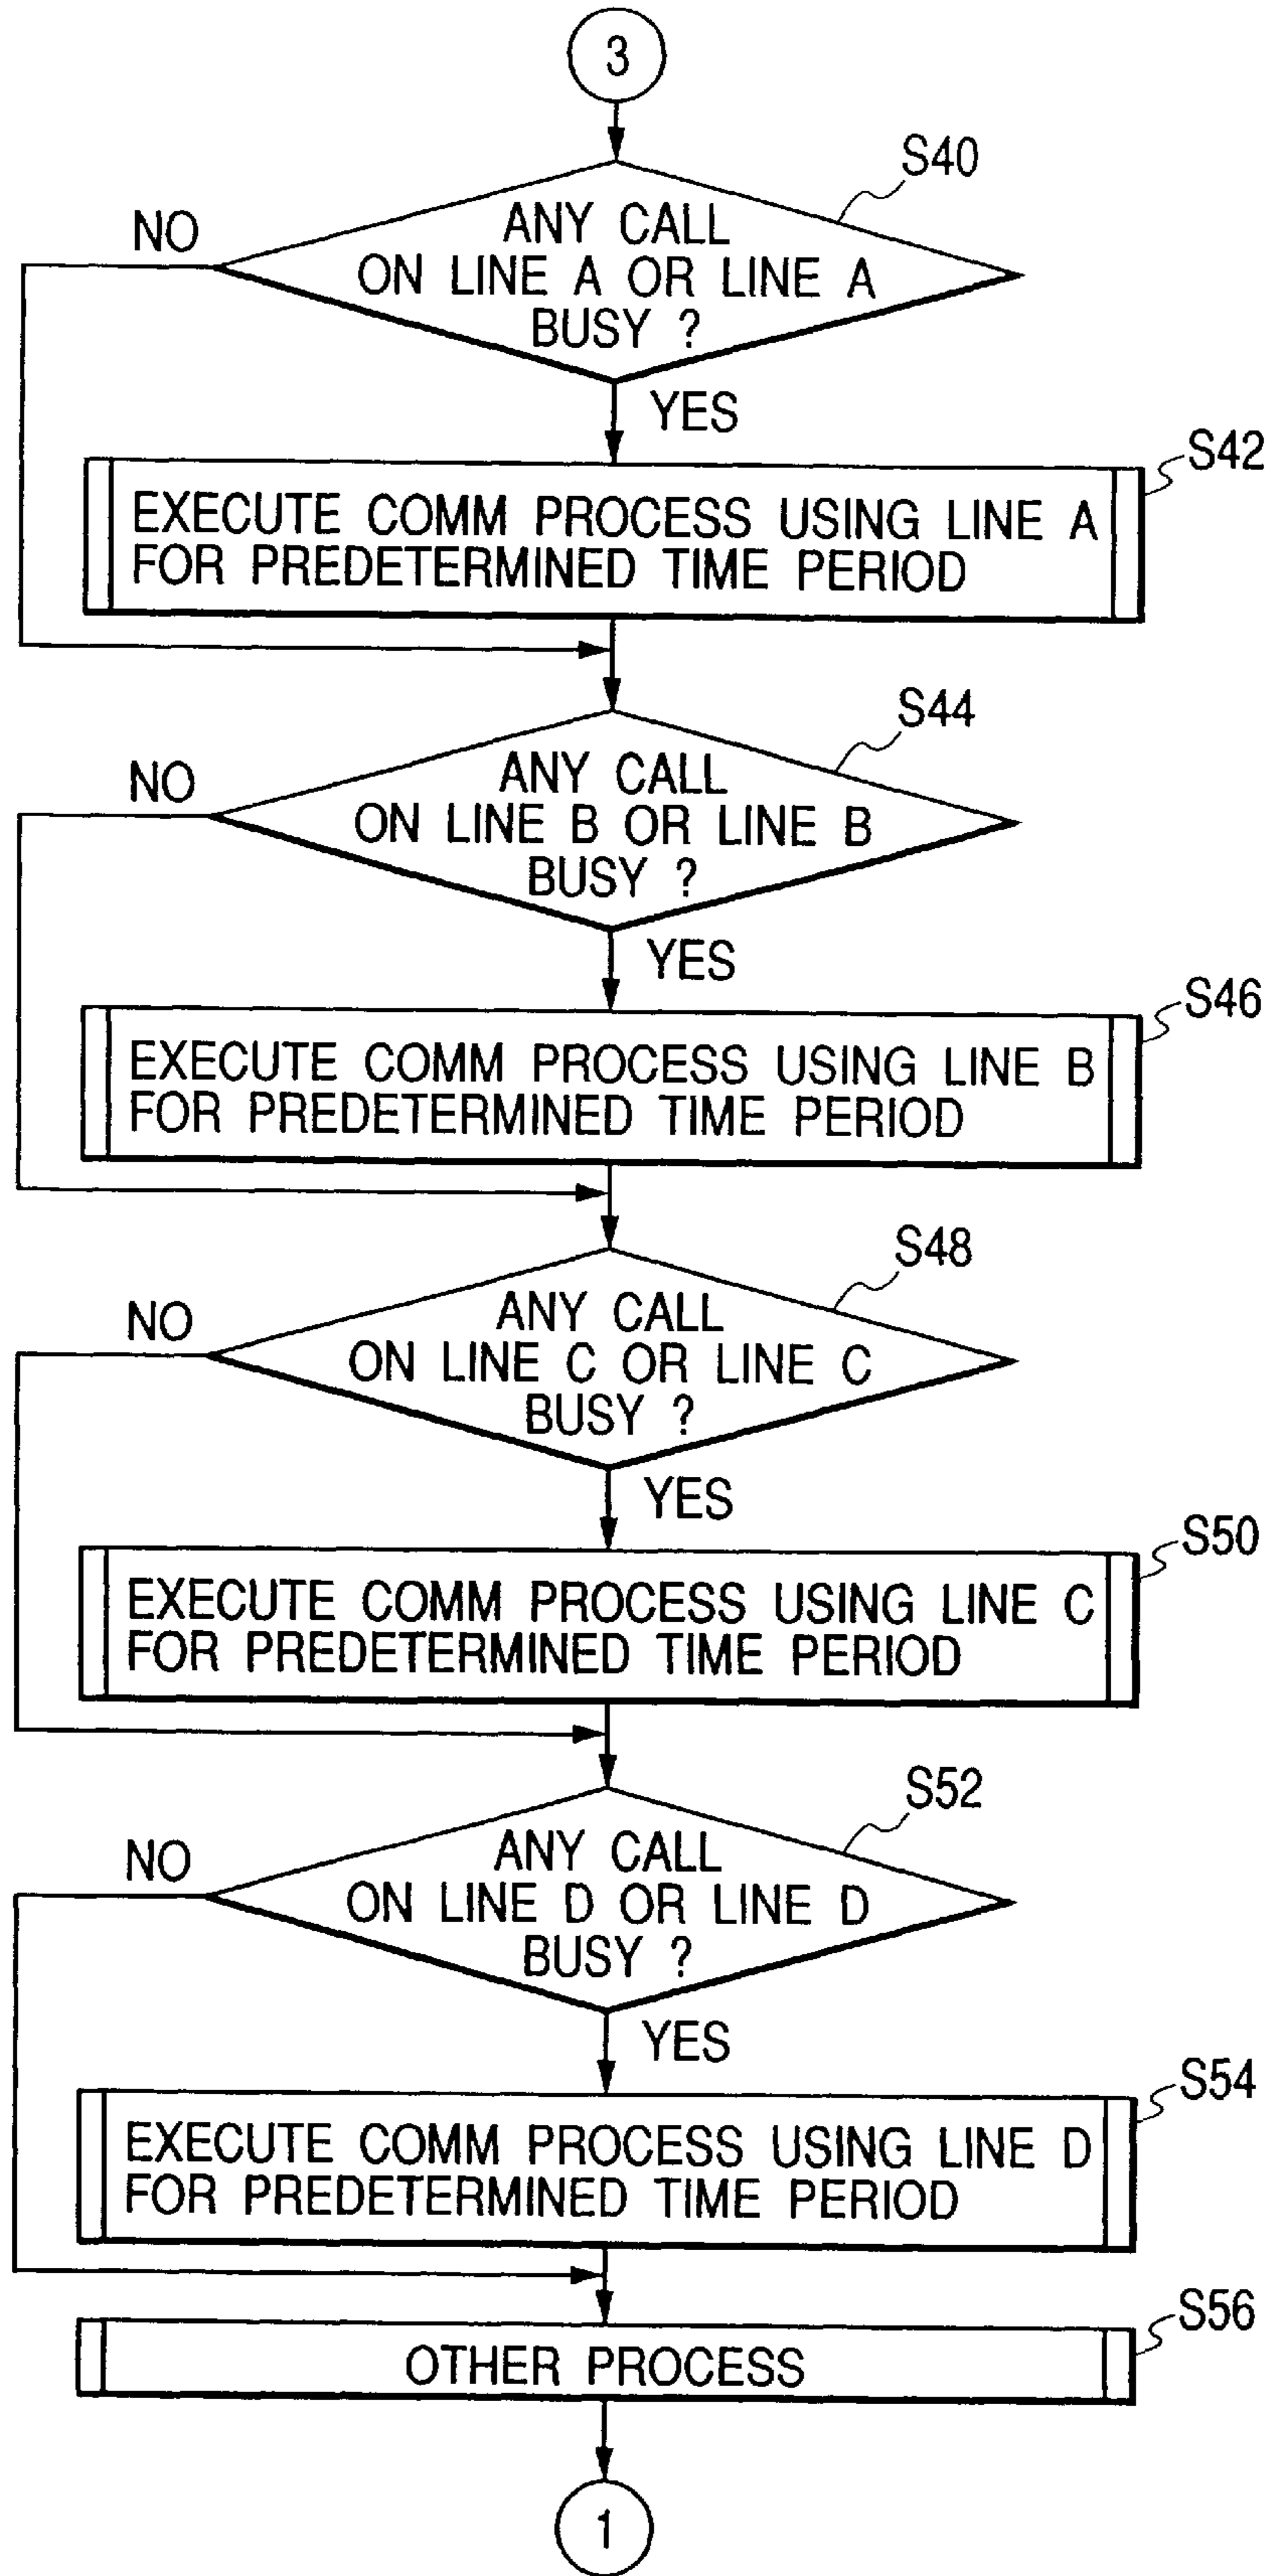 3
S40
NO
ANY CALL
ON LINE A OR LINE A
BUSY ?
YES
S42
EXECUTE COMM PROCESS USING LINE A
FOR PREDETERMINED TIME PERIOD
S44
NO
ANY CALL
ON LINE B OR LINE B
BUSY ?
YES
S46
EXECUTE COMM PROCESS USING LINE B
FOR PREDETERMINED TIME PERIOD
S48
NO
ANY CALL
ON LINE C OR LINE C
BUSY ?
YES
S50
EXECUTE COMM PROCESS USING LINE C
FOR PREDETERMINED TIME PERIOD
S52
NO
ANY CALL
ON LINE D OR LINE D
BUSY ?
YES
S54
EXECUTE COMM PROCESS USING LINE D
FOR PREDETERMINED TIME PERIOD
S56
OTHER PROCESS
1